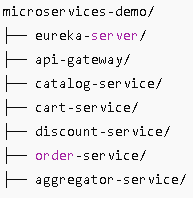 microservices-demo/
├── eureka-server/
├── api-gateway/
├── catalog-service/
├── cart-service/
├── discount-service/
├── order-service/
├── aggregator-service/